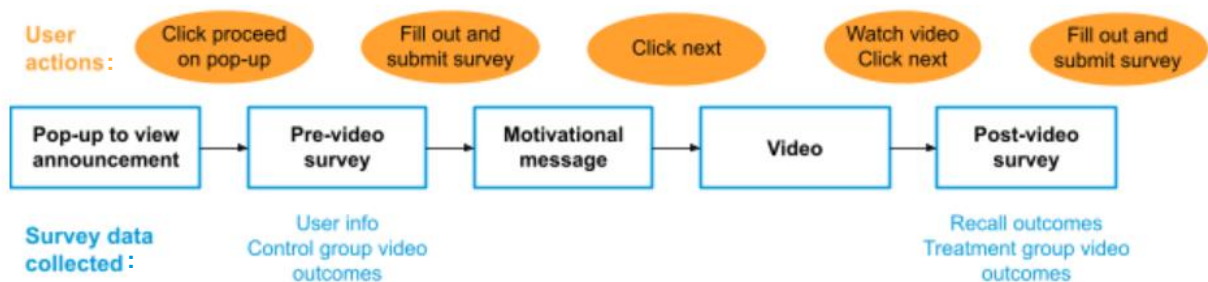 User
actions:
Click proceed
on pop-up
Fill out and
submit survey
Click next
Watch video
Click next
Fill out and
submit survey
Pop-up to view
announcement
Pre-video
survey
Motivational
message
Video
Post-video
survey
Survey data
collected:
User info
Control group video
outcomes
Recall outcomes
Treatment group video
outcomes